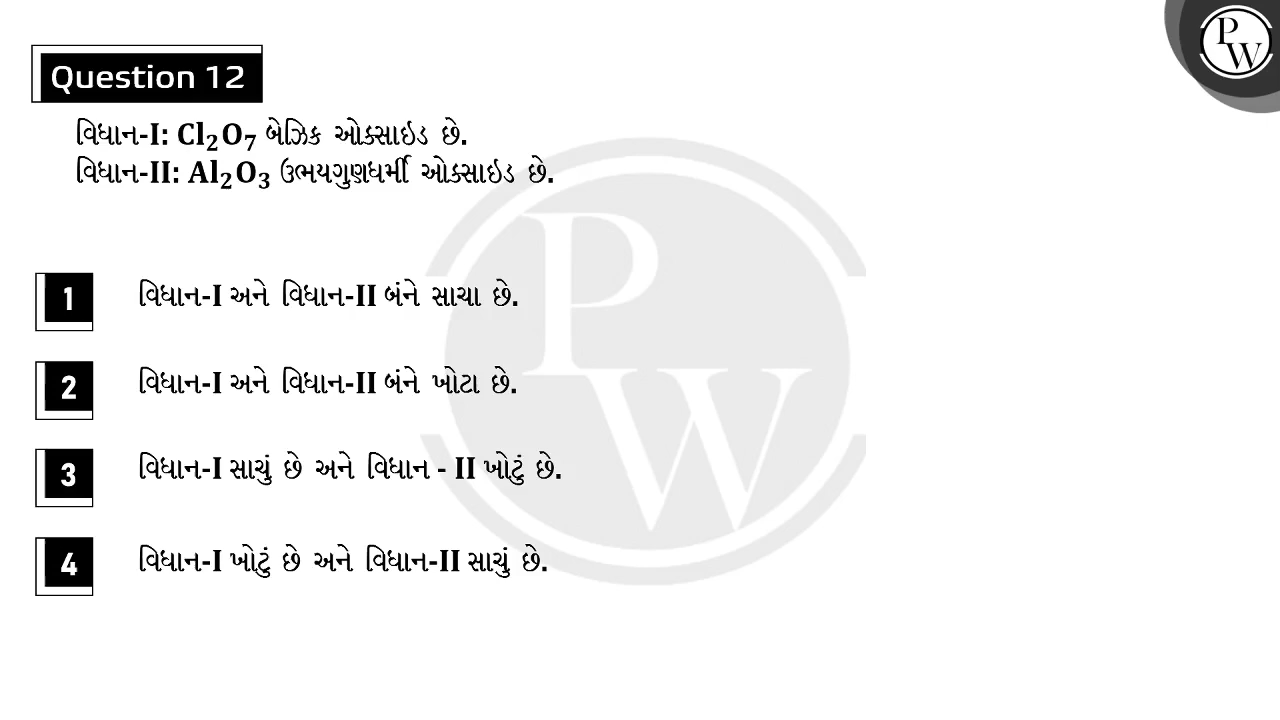 PW
Question 12
વિધાન-I: Cl₂O₇ બેઝિક ઓક્સાઇડ છે.
વિધાન-II: Al₂O₃ ઉભયગુણધર્મી ઓક્સાઇડ છે.
1 વિધાન-I અને વિધાન-II બંને સાચા છે.
2 વિધાન-I અને વિધાન-II બંને ખોટા છે.
3 વિધાન-I સાચું છે અને વિધાન - II ખોટું છે.
4 વિધાન-I ખોટું છે અને વિધાન-II સાચું છે.
PW